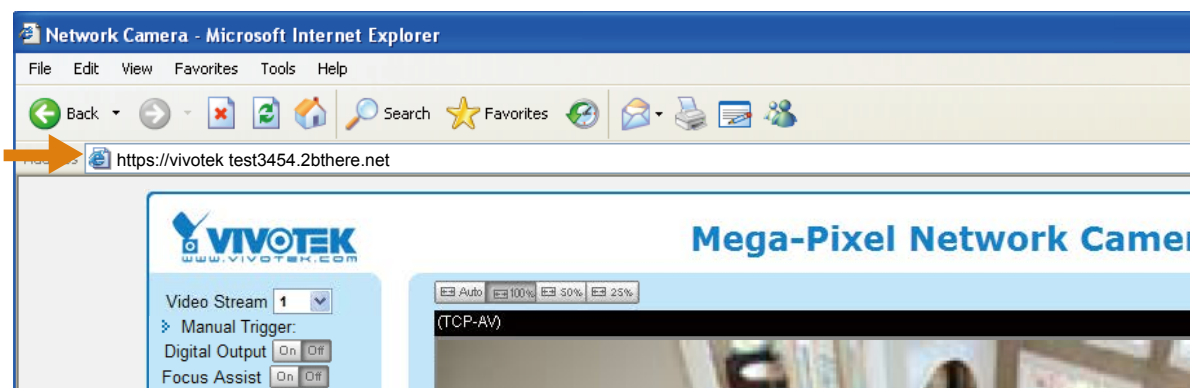 Network Camera - Microsoft Internet Explorer
File Edit View Favorites Tools Help
Back Search Favorites
https://vivotek test3454.2bthere.net
VIVOTEK
www.vivotek.com
Mega-Pixel Network Camer
Video Stream 1
Manual Trigger:
Digital Output On Off
Focus Assist On Off
Auto 100% 50% 25%
(TCP-AV)